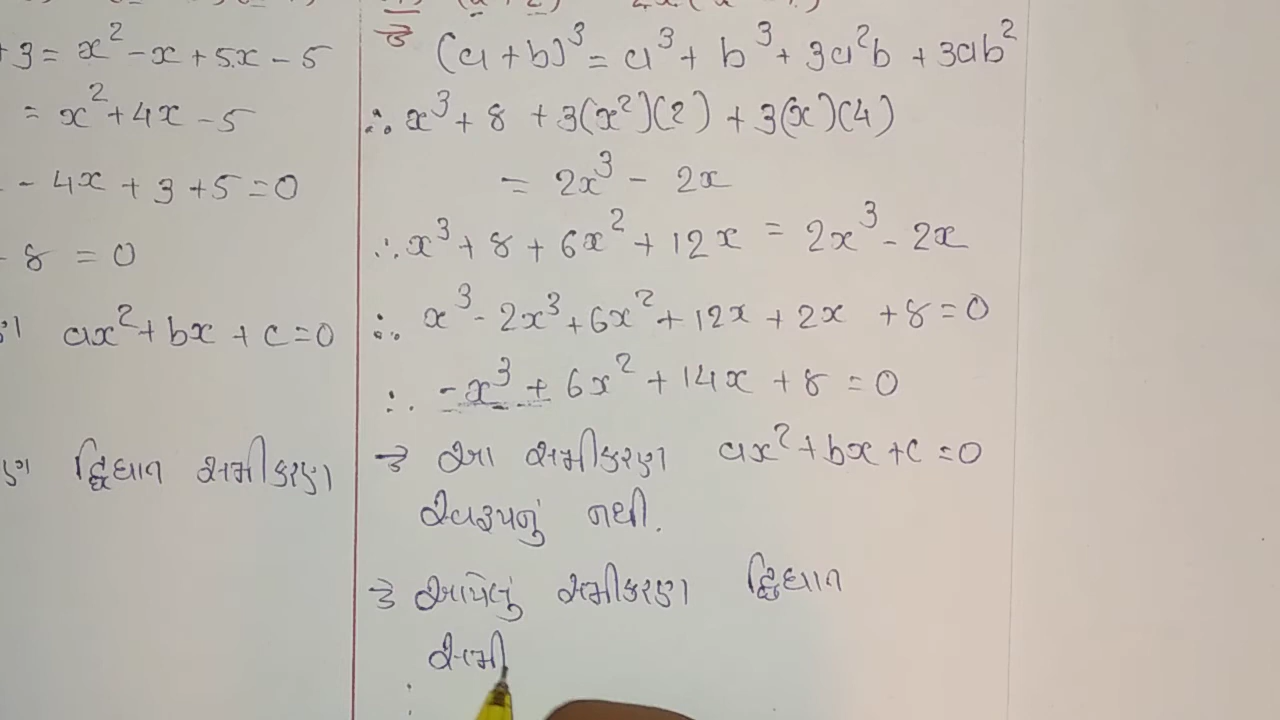 + 3 = x² - x + 5x - 5
= x² + 4x - 5
- 4x + 3 + 5 = 0
- 8 = 0
ax² + bx + c = 0
દ્વિઘાત સમીકરણ
(a + b)³ = a³ + b³ + 3a²b + 3ab²
∴ x³ + 8 + 3(x²)(2) + 3(x)(4)
= 2x³ - 2x
∴ x³ + 8 + 6x² + 12x = 2x³ - 2x
∴ x³ - 2x³ + 6x² + 12x + 2x + 8 = 0
∴ -x³ + 6x² + 14x + 8 = 0
→ આ સમીકરણ ax² + bx + c = 0
સ્વરૂપનું નથી.
→ આપેલું સમીકરણ દ્વિઘાત
સમી